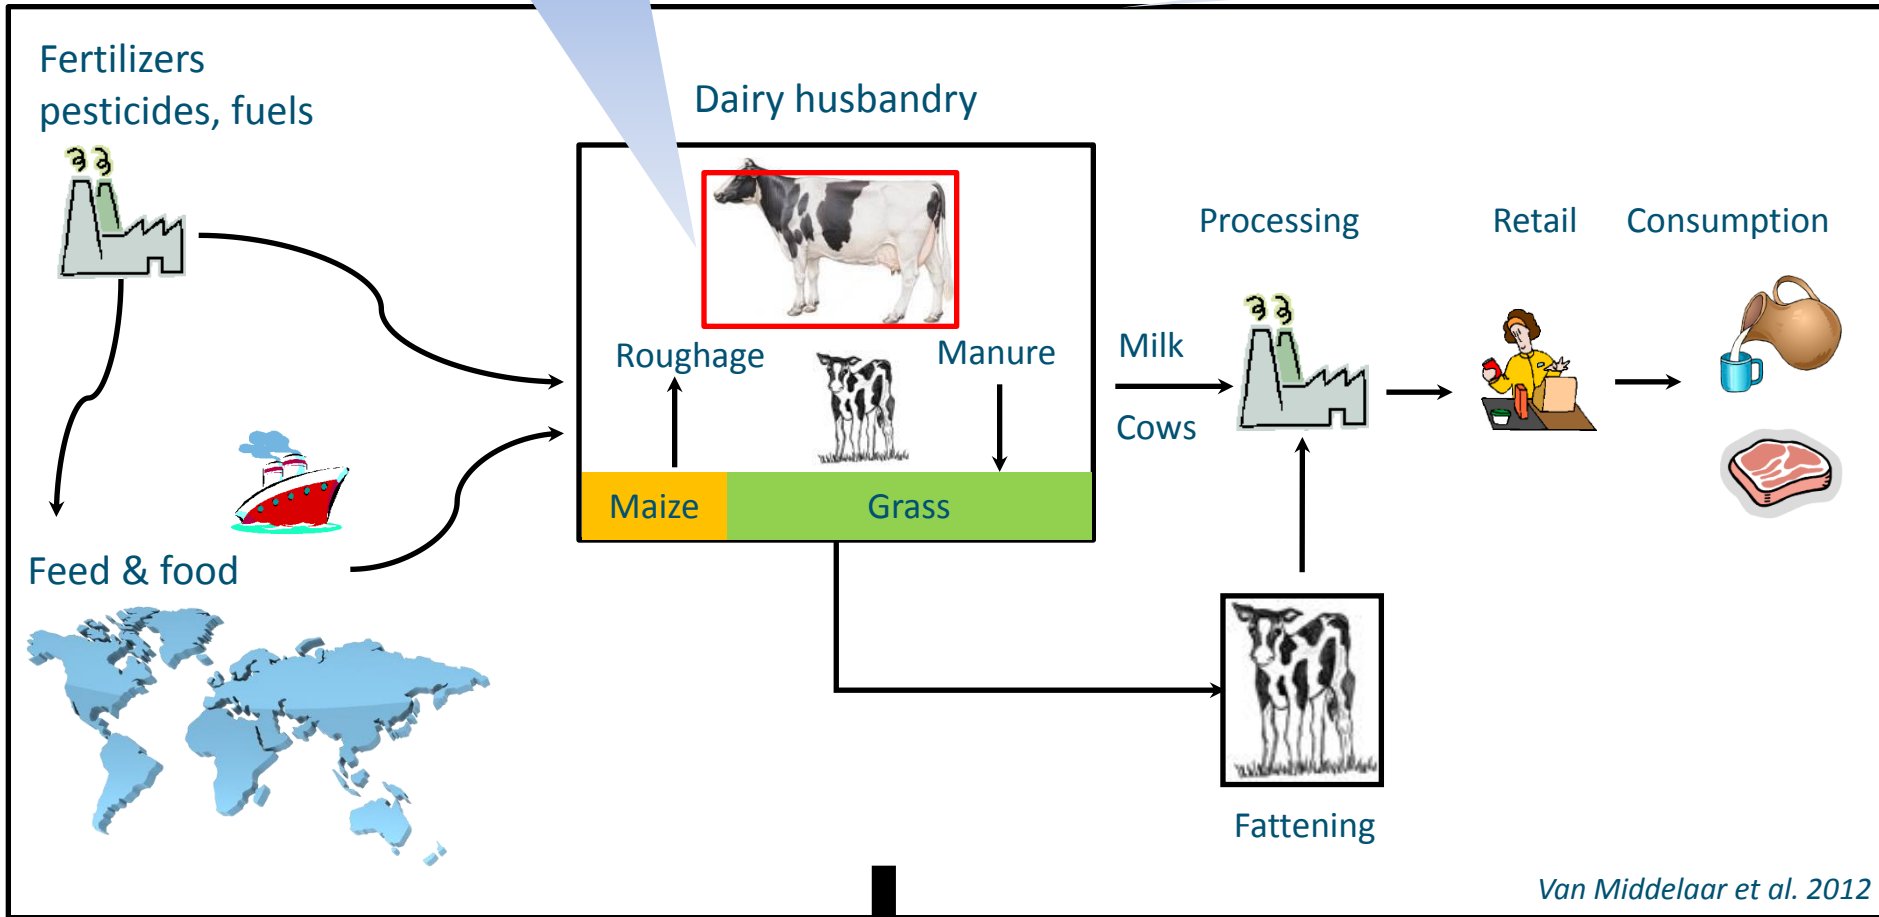 Fertilizers
pesticides, fuels
Dairy husbandry
Processing
Retail
Consumption
Roughage
Manure
Milk
Cows
Maize
Grass
Feed & food
Fattening
Van Middelaar et al. 2012